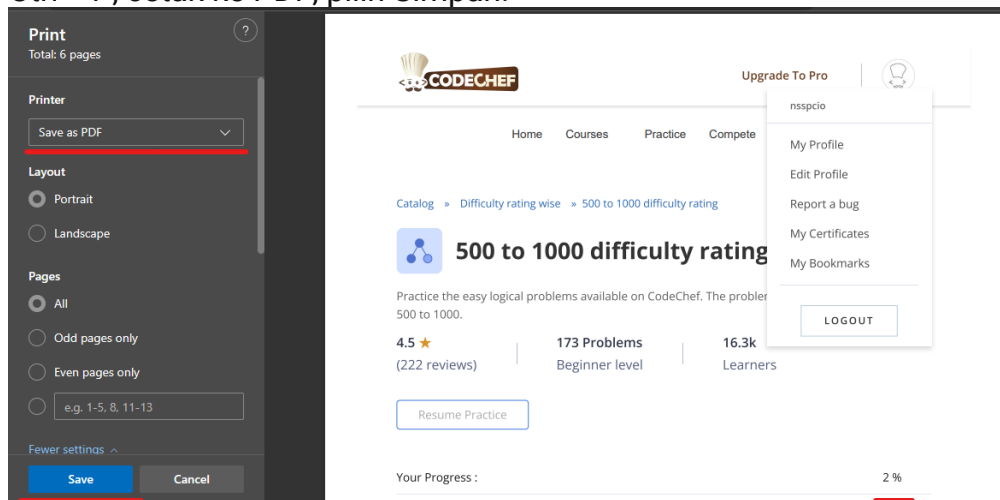 Print
Total: 6 pages
?
Printer
Save as PDF
Layout
Portrait
Landscape
Pages
All
Odd pages only
Even pages only
e.g. 1-5, 8, 11-13
Fewer settings
Save
Cancel
CODECHEF
Upgrade To Pro
nsspcio
My Profile
Edit Profile
Report a bug
My Certificates
My Bookmarks
LOGOUT
Home Courses Practice Compete
Catalog » Difficulty rating wise » 500 to 1000 difficulty rating
500 to 1000 difficulty rating
Practice the easy logical problems available on CodeChef. The
500 to 1000.
4.5 ★ 173 Problems 16.3k
(222 reviews) Beginner level Learners
Resume Practice
Your Progress : 2 %